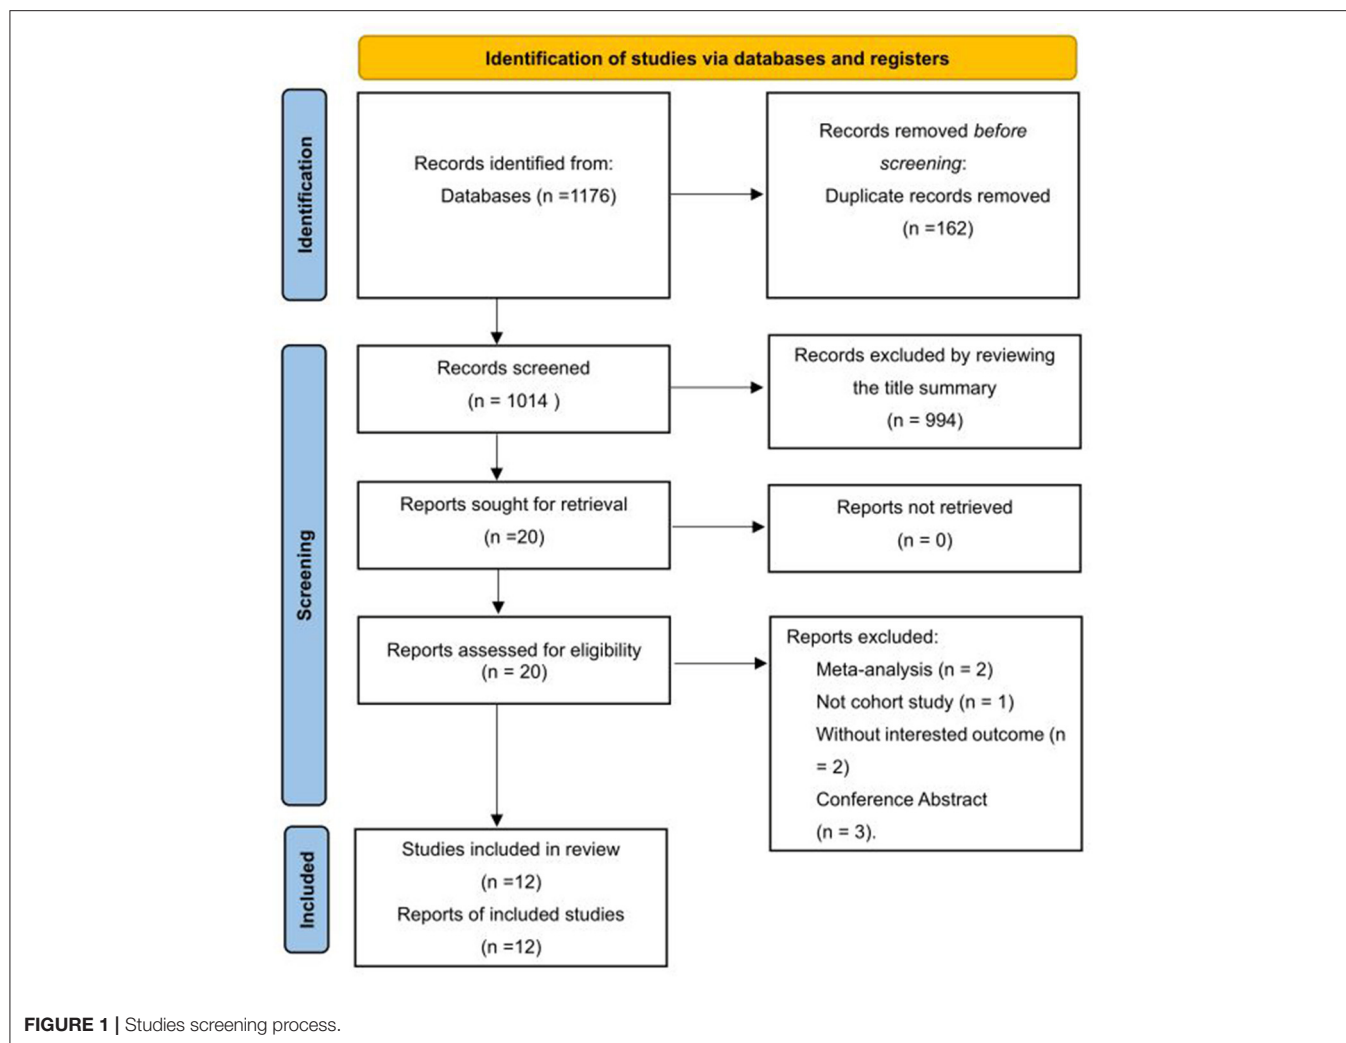 Identification of studies via databases and registers
Identification
Records identified from:
Databases (n =1176)
Records removed before
screening:
Duplicate records removed
(n =162)
Screening
Records screened
(n = 1014 )
Records excluded by reviewing
the title summary
(n = 994)
Reports sought for retrieval
(n =20)
Reports not retrieved
(n = 0)
Reports assessed for eligibility
(n = 20)
Reports excluded:
Meta-analysis (n = 2)
Not cohort study (n = 1)
Without interested outcome (n
= 2)
Conference Abstract
(n = 3).
Included
Studies included in review
(n =12)
Reports of included studies
(n =12)
FIGURE 1 | Studies screening process.